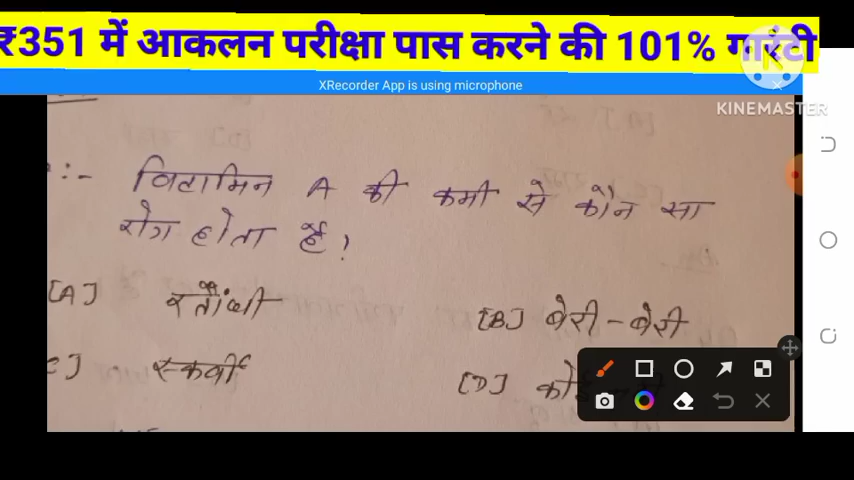 ₹351 में आकलन परीक्षा पास करने की 101% गारंटी
XRecorder App is using microphone
KINEMASTER
:- विटामिन A की कमी से कौन सा
रोग होता है?
[A] रतौंधी
[B] बेरी-बेरी
C] स्कर्वी
[D] कोई